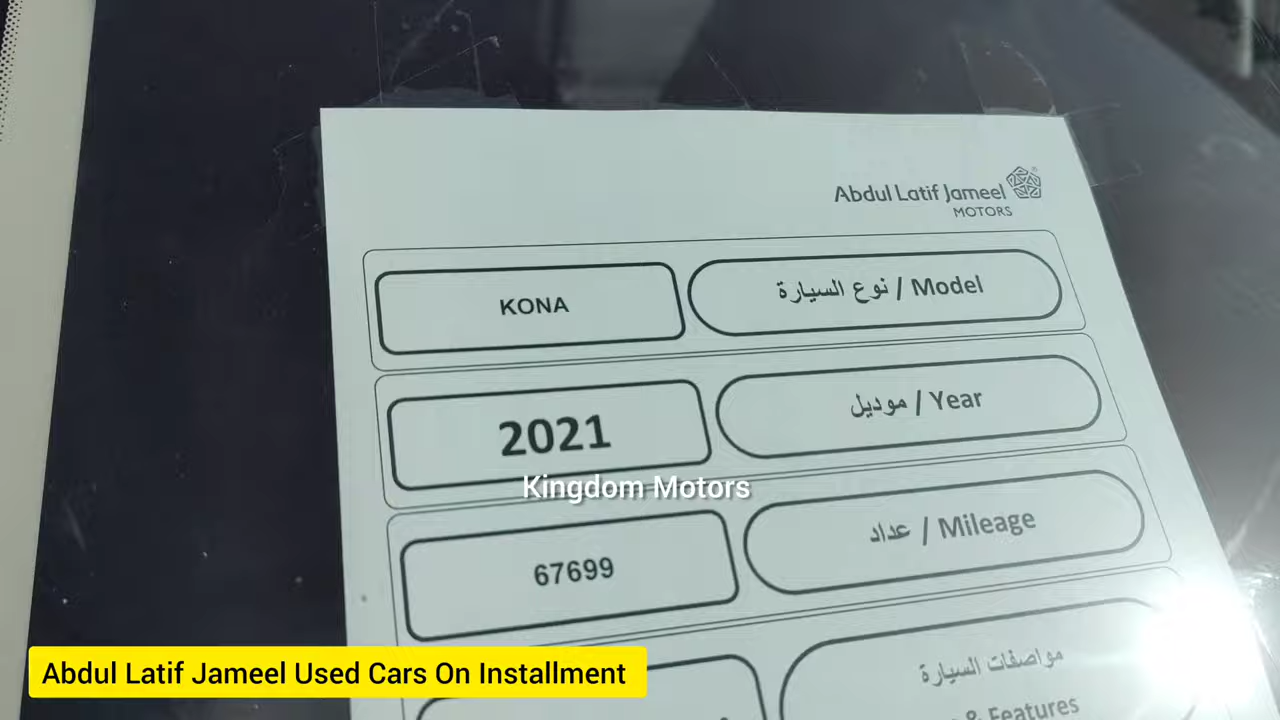 Abdul Latif Jameel
MOTORS
KONA
نوع السيارة / Model
2021
موديل / Year
Kingdom Motors
67699
عداد / Mileage
مواصفات السيارة
& Features
Abdul Latif Jameel Used Cars On Installment